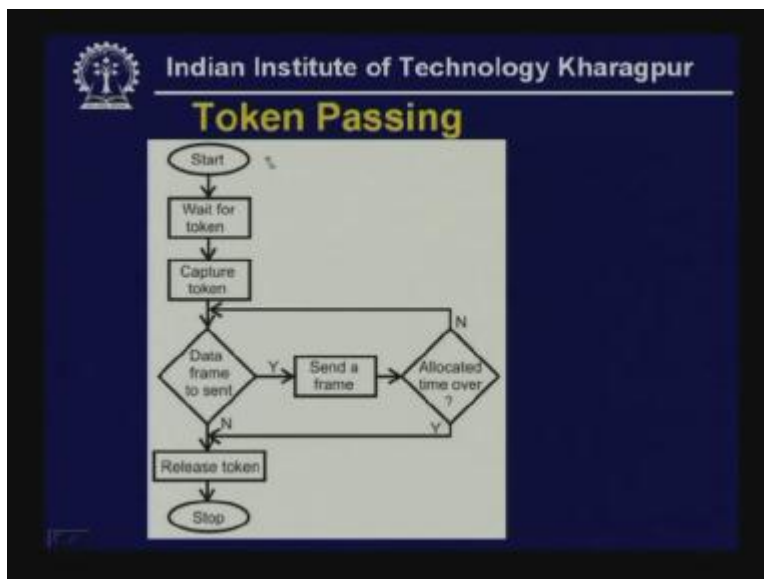 Indian Institute of Technology Kharagpur
Token Passing
Start
Wait for
token
Capture
token
N
Data
frame
to sent
Y
Send a
frame
Allocated
time over
?
N
Y
Release token
Stop